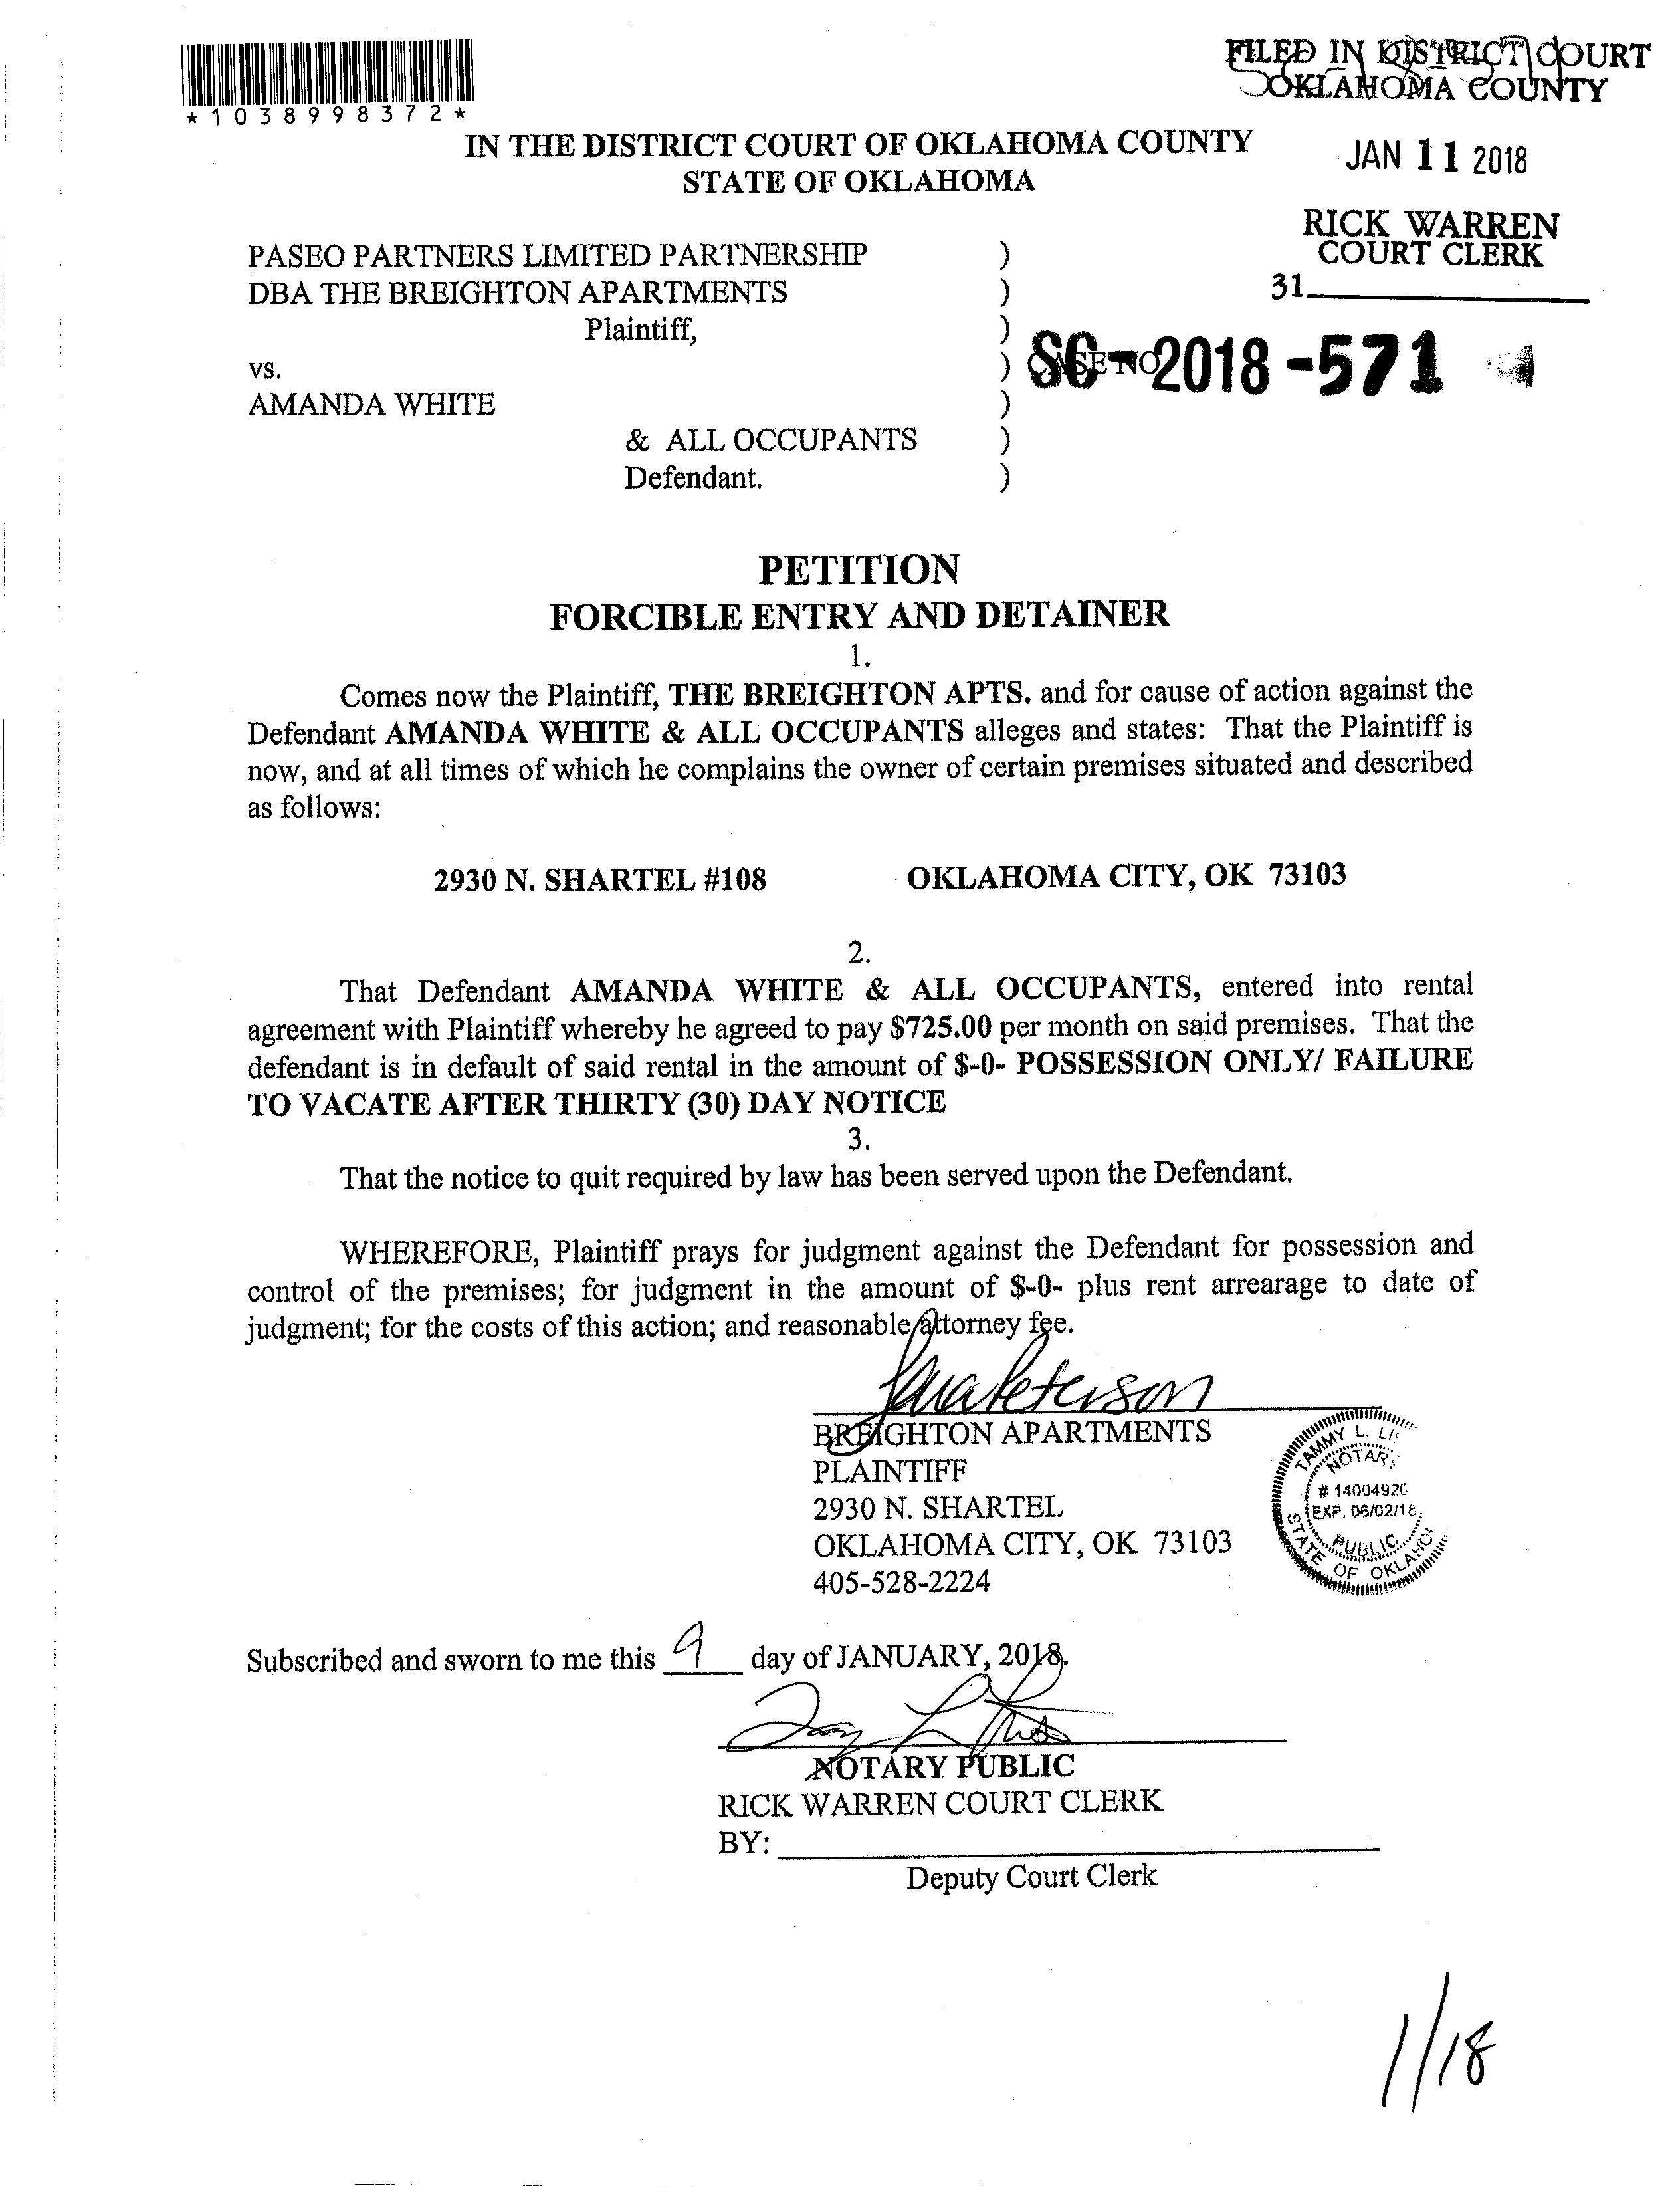 *1038998372*
FILED IN DISTRICT COURT
OKLAHOMA COUNTY
JAN 11 2018
RICK WARREN
COURT CLERK
31
IN THE DISTRICT COURT OF OKLAHOMA COUNTY
STATE OF OKLAHOMA
PASEO PARTNERS LIMITED PARTNERSHIP )
DBA THE BREIGHTON APARTMENTS )
Plaintiff, )
vs. ) CASE NO SC-2018-571
AMANDA WHITE )
& ALL OCCUPANTS )
Defendant. )
PETITION
FORCIBLE ENTRY AND DETAINER
1.
Comes now the Plaintiff, THE BREIGHTON APTS. and for cause of action against the
Defendant AMANDA WHITE & ALL OCCUPANTS alleges and states: That the Plaintiff is
now, and at all times of which he complains the owner of certain premises situated and described
as follows:
2930 N. SHARTEL #108 OKLAHOMA CITY, OK 73103
2.
That Defendant AMANDA WHITE & ALL OCCUPANTS, entered into rental
agreement with Plaintiff whereby he agreed to pay $725.00 per month on said premises. That the
defendant is in default of said rental in the amount of $-0- POSSESSION ONLY/ FAILURE
TO VACATE AFTER THIRTY (30) DAY NOTICE
3.
That the notice to quit required by law has been served upon the Defendant.
WHEREFORE, Plaintiff prays for judgment against the Defendant for possession and
control of the premises; for judgment in the amount of $-0- plus rent arrearage to date of
judgment; for the costs of this action; and reasonable attorney fee.
BREIGHTON APARTMENTS
PLAINTIFF
2930 N. SHARTEL
OKLAHOMA CITY, OK 73103
405-528-2224
TAMMY L.
NOTARY
# 1400492
EXP. 06/02/18
PUBLIC
STATE OF
Subscribed and sworn to me this 9 day of JANUARY, 2018.
NOTARY PUBLIC
RICK WARREN COURT CLERK
BY:
Deputy Court Clerk
1/18